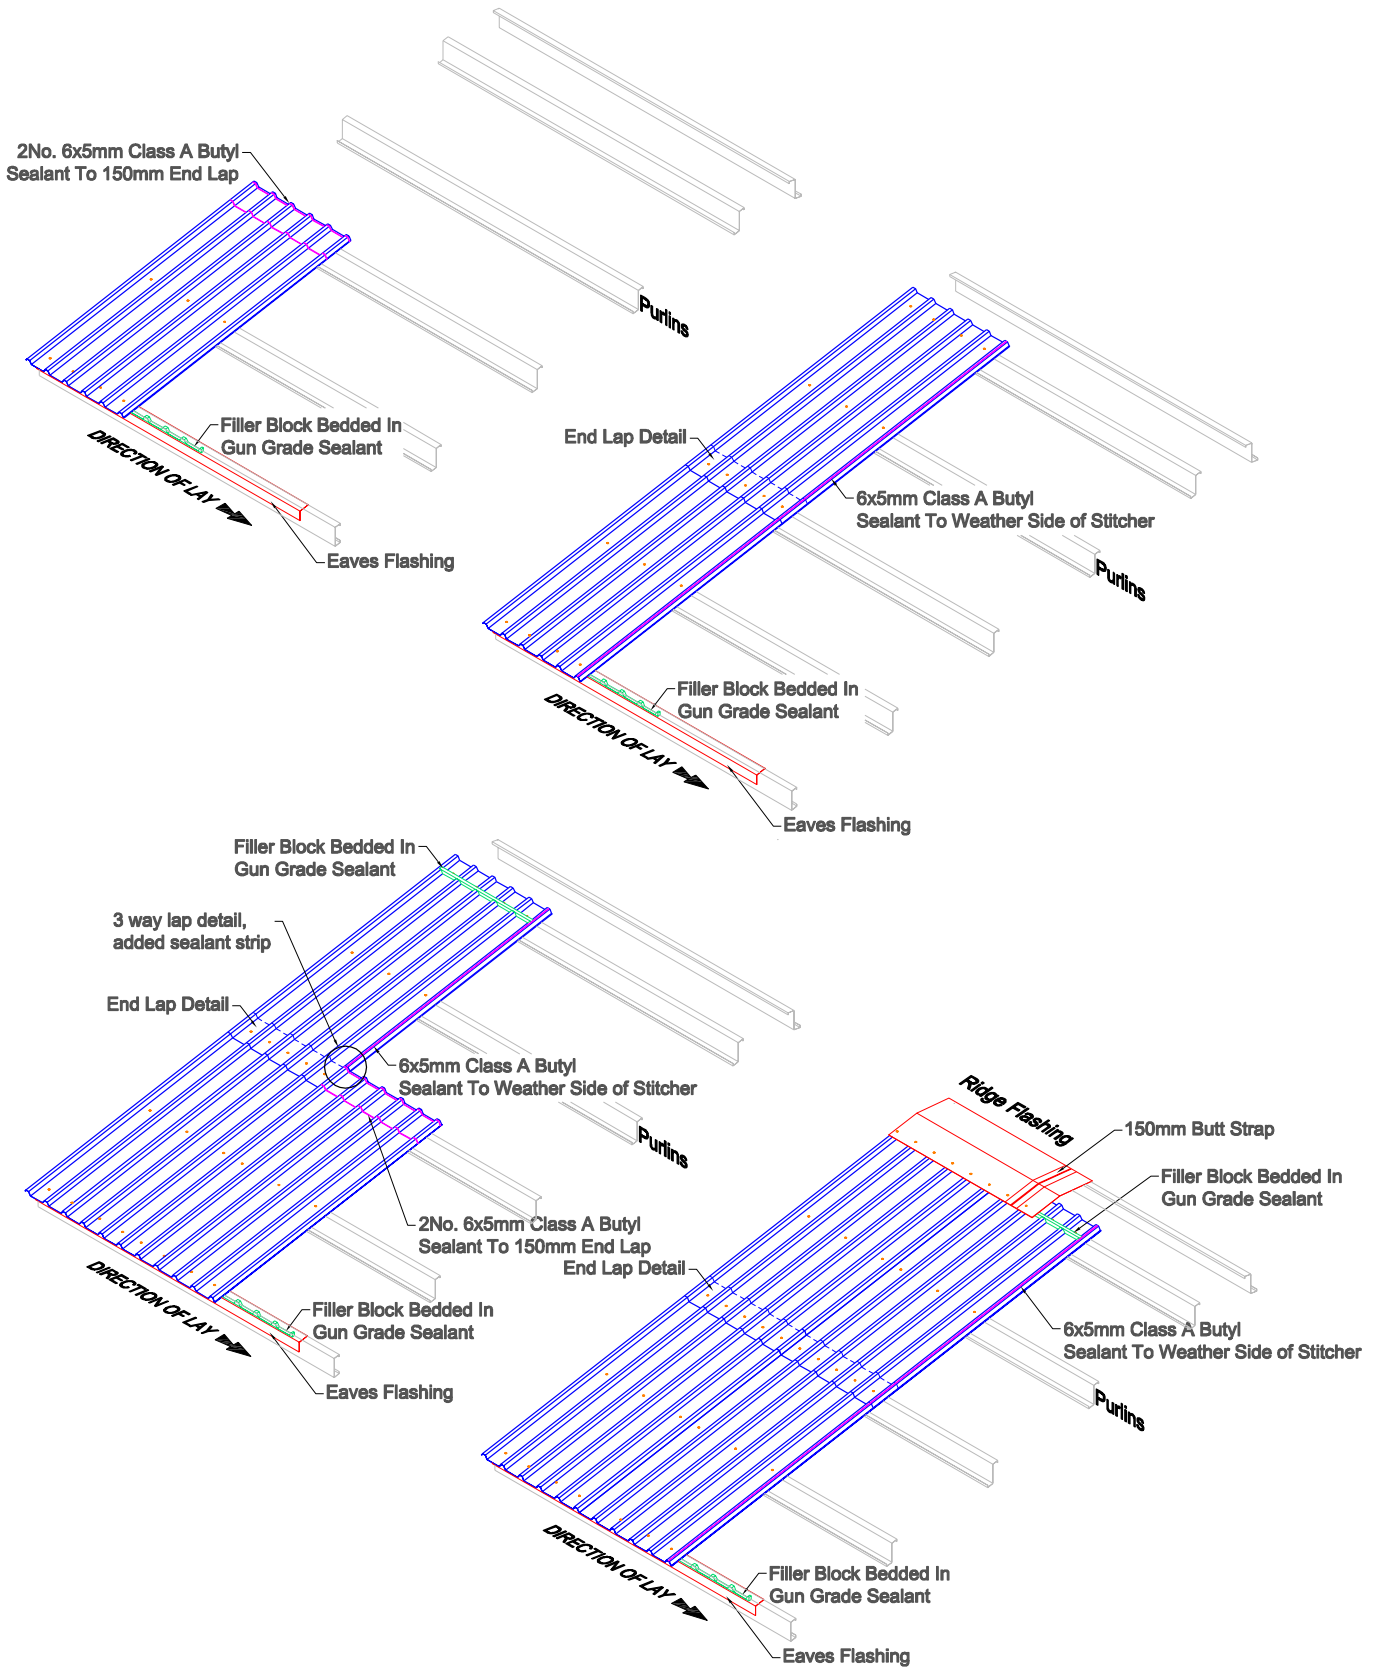 2No. 6x5mm Class A Butyl
Sealant To 150mm End Lap
Purlins
Filler Block Bedded In
Gun Grade Sealant
DIRECTION OF LAY
Eaves Flashing
End Lap Detail
6x5mm Class A Butyl
Sealant To Weather Side of Stitcher
Purlins
Filler Block Bedded In
Gun Grade Sealant
DIRECTION OF LAY
Eaves Flashing
Filler Block Bedded In
Gun Grade Sealant
3 way lap detail,
added sealant strip
End Lap Detail
6x5mm Class A Butyl
Sealant To Weather Side of Stitcher
Purlins
2No. 6x5mm Class A Butyl
Sealant To 150mm End Lap
DIRECTION OF LAY
Filler Block Bedded In
Gun Grade Sealant
Eaves Flashing
Ridge Flashing
150mm Butt Strap
Filler Block Bedded In
Gun Grade Sealant
End Lap Detail
6x5mm Class A Butyl
Sealant To Weather Side of Stitcher
Purlins
DIRECTION OF LAY
Filler Block Bedded In
Gun Grade Sealant
Eaves Flashing